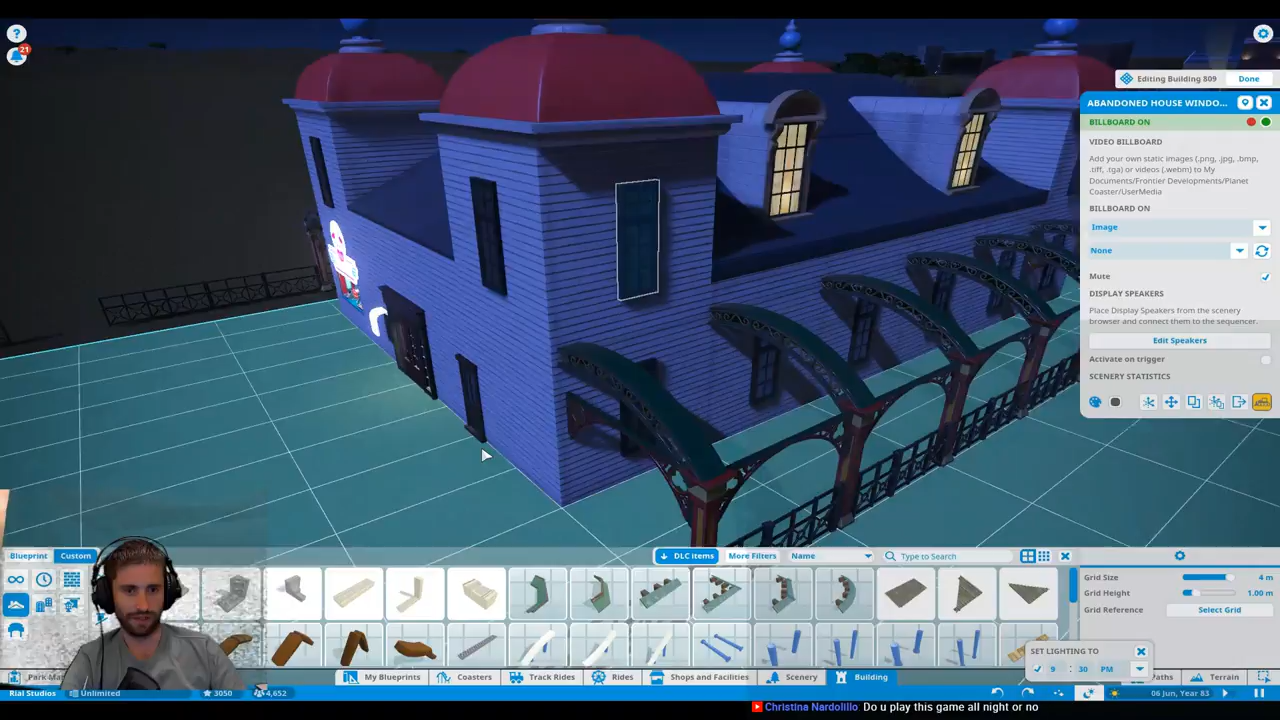 ?
21
Editing Building 809
Done
ABANDONED HOUSE WINDO...
BILLBOARD ON
VIDEO BILLBOARD
Add your own static images (.png, .jpg, .bmp,
.tiff, .tga) or videos (.webm) to My
Documents/Frontier Developments/Planet
Coaster/UserMedia
BILLBOARD ON
Image
None
Mute
DISPLAY SPEAKERS
Place Display Speakers from the scenery
browser and connect them to the sequencer.
Edit Speakers
Activate on trigger
SCENERY STATISTICS
Blueprint
Custom
DLC items
More Filters
Name
Type to Search
Grid Size
4 m
Grid Height
1.00 m
Grid Reference
Select Grid
SET LIGHTING TO
9 : 30 PM
Park Ma
My Blueprints
Coasters
Track Rides
Rides
Shops and Facilities
Scenery
Building
Paths
Terrain
Rial Studios
Unlimited
3050
4,652
06 Jun, Year 83
Christina Nardolillo: Do u play this game all night or no